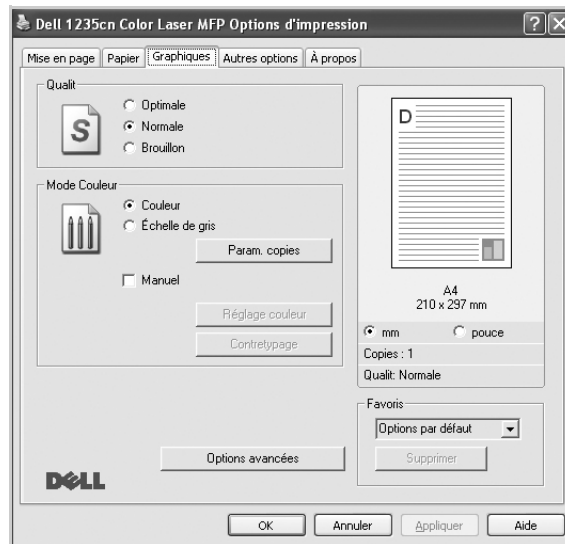 Dell 1235cn Color Laser MFP Options d'impression
Mise en page Papier Graphiques Autres options À propos
Qualit
S
Optimale
Normale
Brouillon
Mode Couleur
Couleur
Échelle de gris
Param. copies
Manuel
Réglage couleur
Contretypage
Options avancées
DELL
D
A4
210 x 297 mm
mm pouce
Copies : 1
Qualit: Normale
Favoris
Options par défaut
Supprimer
OK Annuler Appliquer Aide